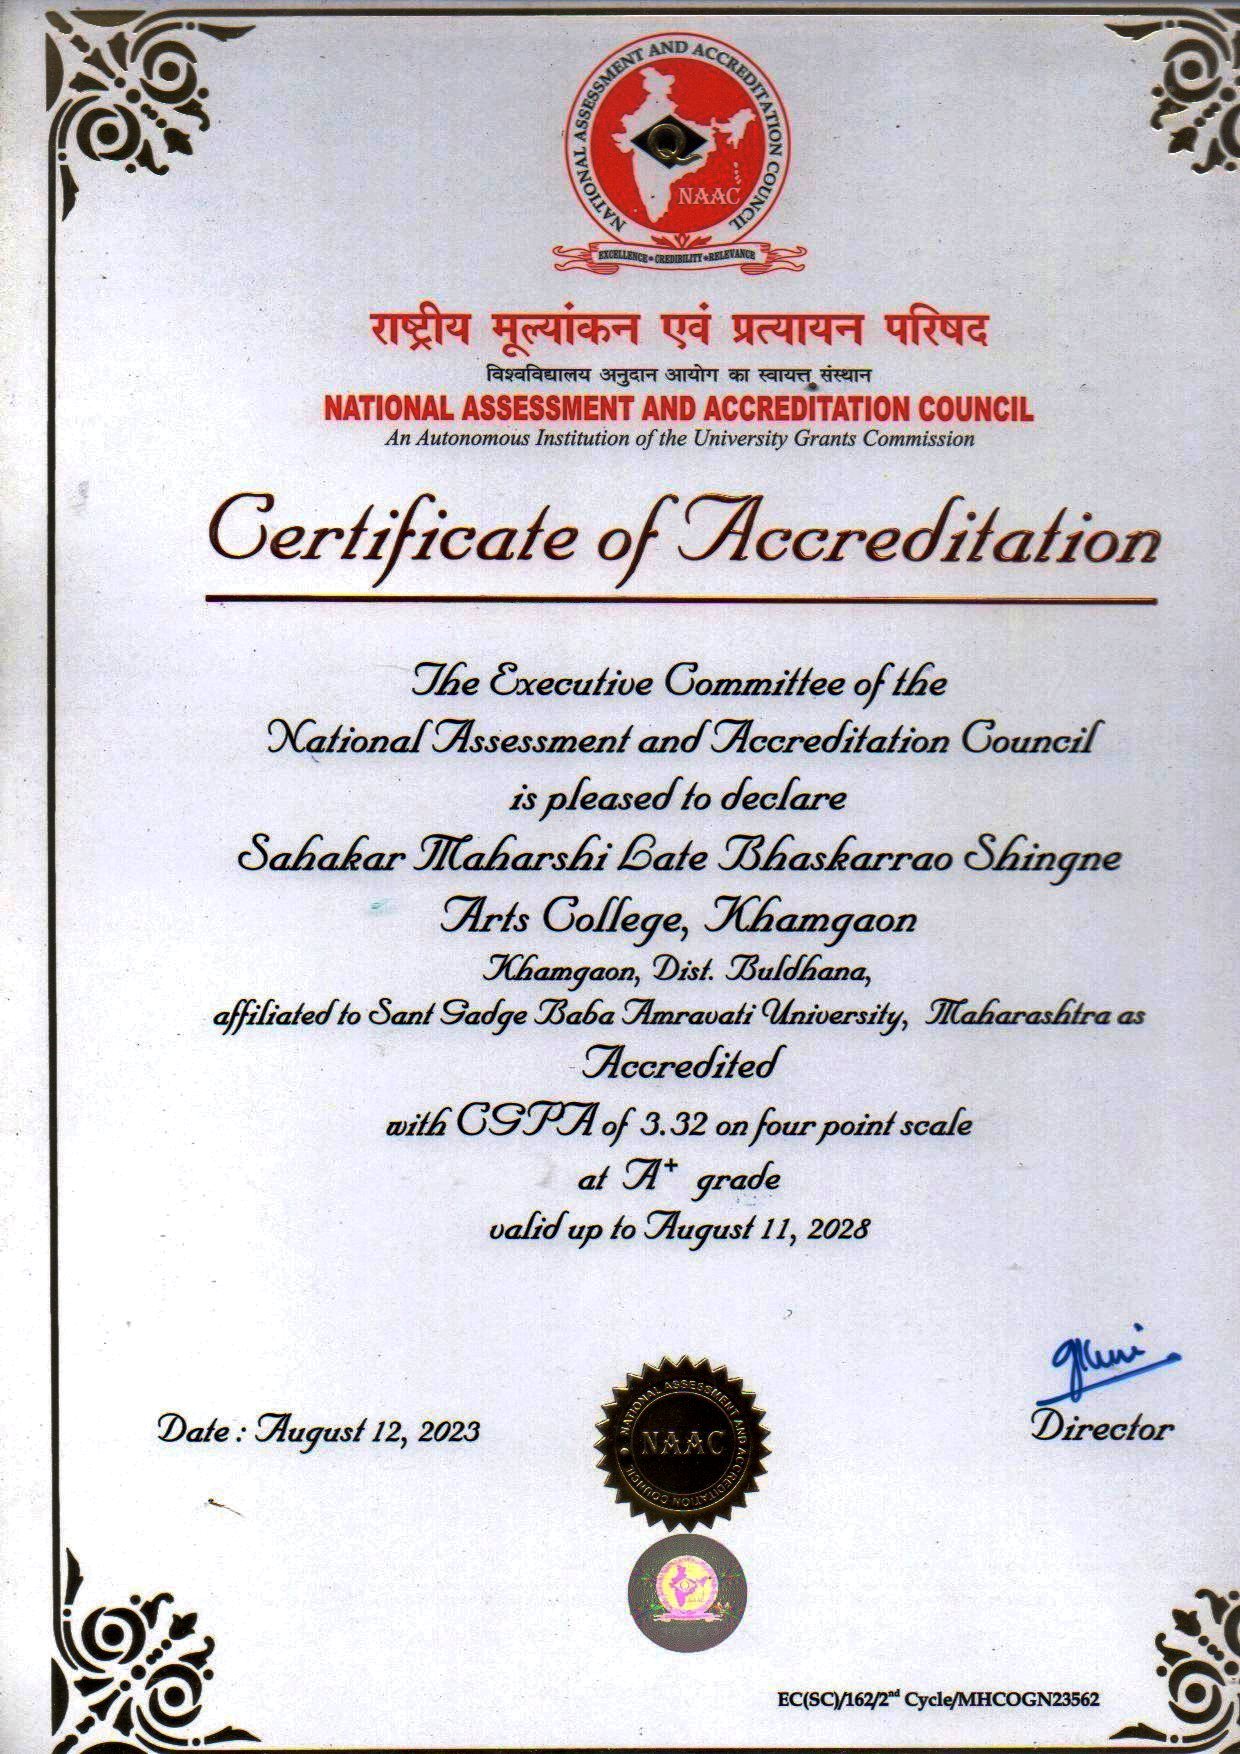 NATIONAL ASSESSMENT AND ACCREDITATION COUNCIL
Q
NAAC
EXCELLENCE • CREDIBILITY • RELEVANCE
राष्ट्रीय मूल्यांकन एवं प्रत्यायन परिषद
विश्वविद्यालय अनुदान आयोग का स्वायत्त संस्थान
NATIONAL ASSESSMENT AND ACCREDITATION COUNCIL
An Autonomous Institution of the University Grants Commission
Certificate of Accreditation
The Executive Committee of the
National Assessment and Accreditation Council
is pleased to declare
Sahakar Maharshi Late Bhaskarrao Shingne
Arts College, Khamgaon
Khamgaon, Dist. Buldhana,
affiliated to Sant Gadge Baba Amravati University, Maharashtra as
Accredited
with CGPA of 3.32 on four point scale
at A+ grade
valid up to August 11, 2028
Date : August 12, 2023
NATIONAL ASSESSMENT AND ACCREDITATION COUNCIL
NAAC
Director
EC(SC)/162/2nd Cycle/MHCOGN23562